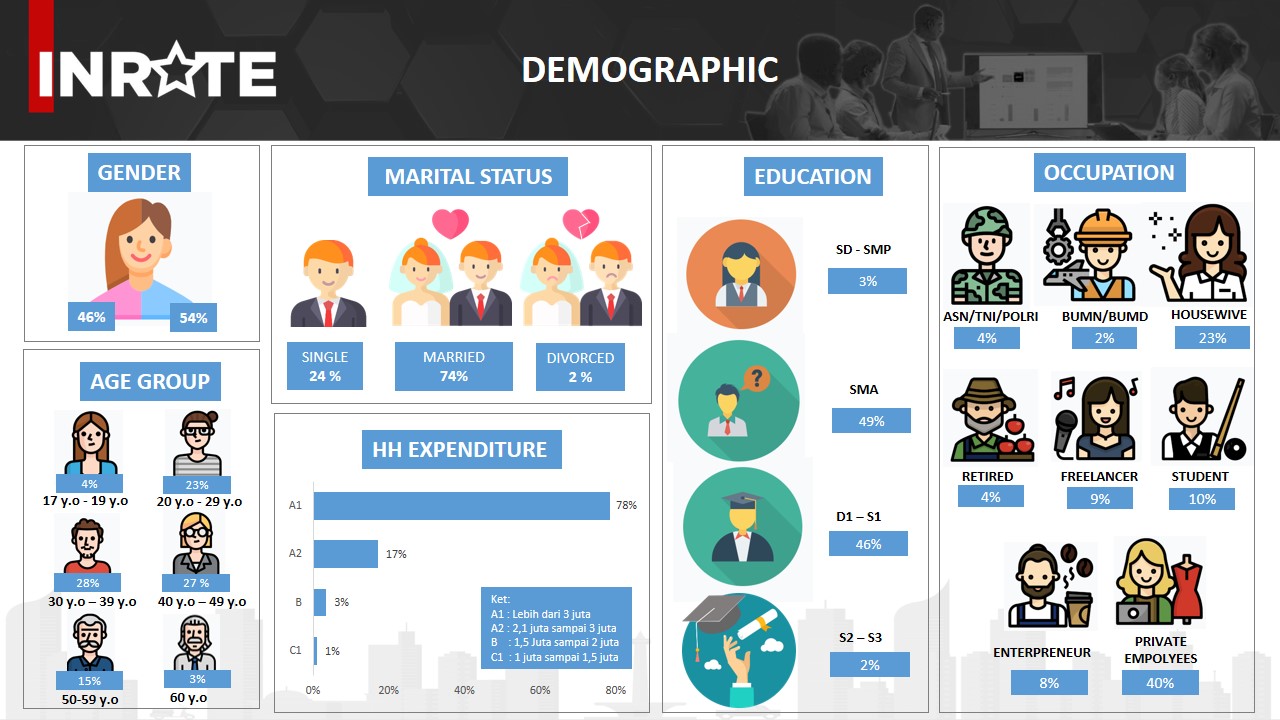 INRATE
DEMOGRAPHIC
GENDER
46%
54%
AGE GROUP
4%
17 y.o - 19 y.o
23%
20 y.o - 29 y.o
28%
30 y.o – 39 y.o
27 %
40 y.o – 49 y.o
15%
50-59 y.o
3%
60 y.o
MARITAL STATUS
SINGLE
24 %
MARRIED
74%
DIVORCED
2 %
HH EXPENDITURE
A1
78%
A2
17%
B
3%
C1
1%
0%
20%
40%
60%
80%
Ket:
A1 : Lebih dari 3 juta
A2 : 2,1 juta sampai 3 juta
B : 1,5 Juta sampai 2 juta
C1 : 1 juta sampai 1,5 juta
EDUCATION
SD - SMP
3%
?
SMA
49%
D1 – S1
46%
S2 – S3
2%
OCCUPATION
ASN/TNI/POLRI
4%
BUMN/BUMD
2%
HOUSEWIVE
23%
RETIRED
4%
FREELANCER
9%
STUDENT
10%
ENTERPRENEUR
8%
PRIVATE
EMPOLYEES
40%